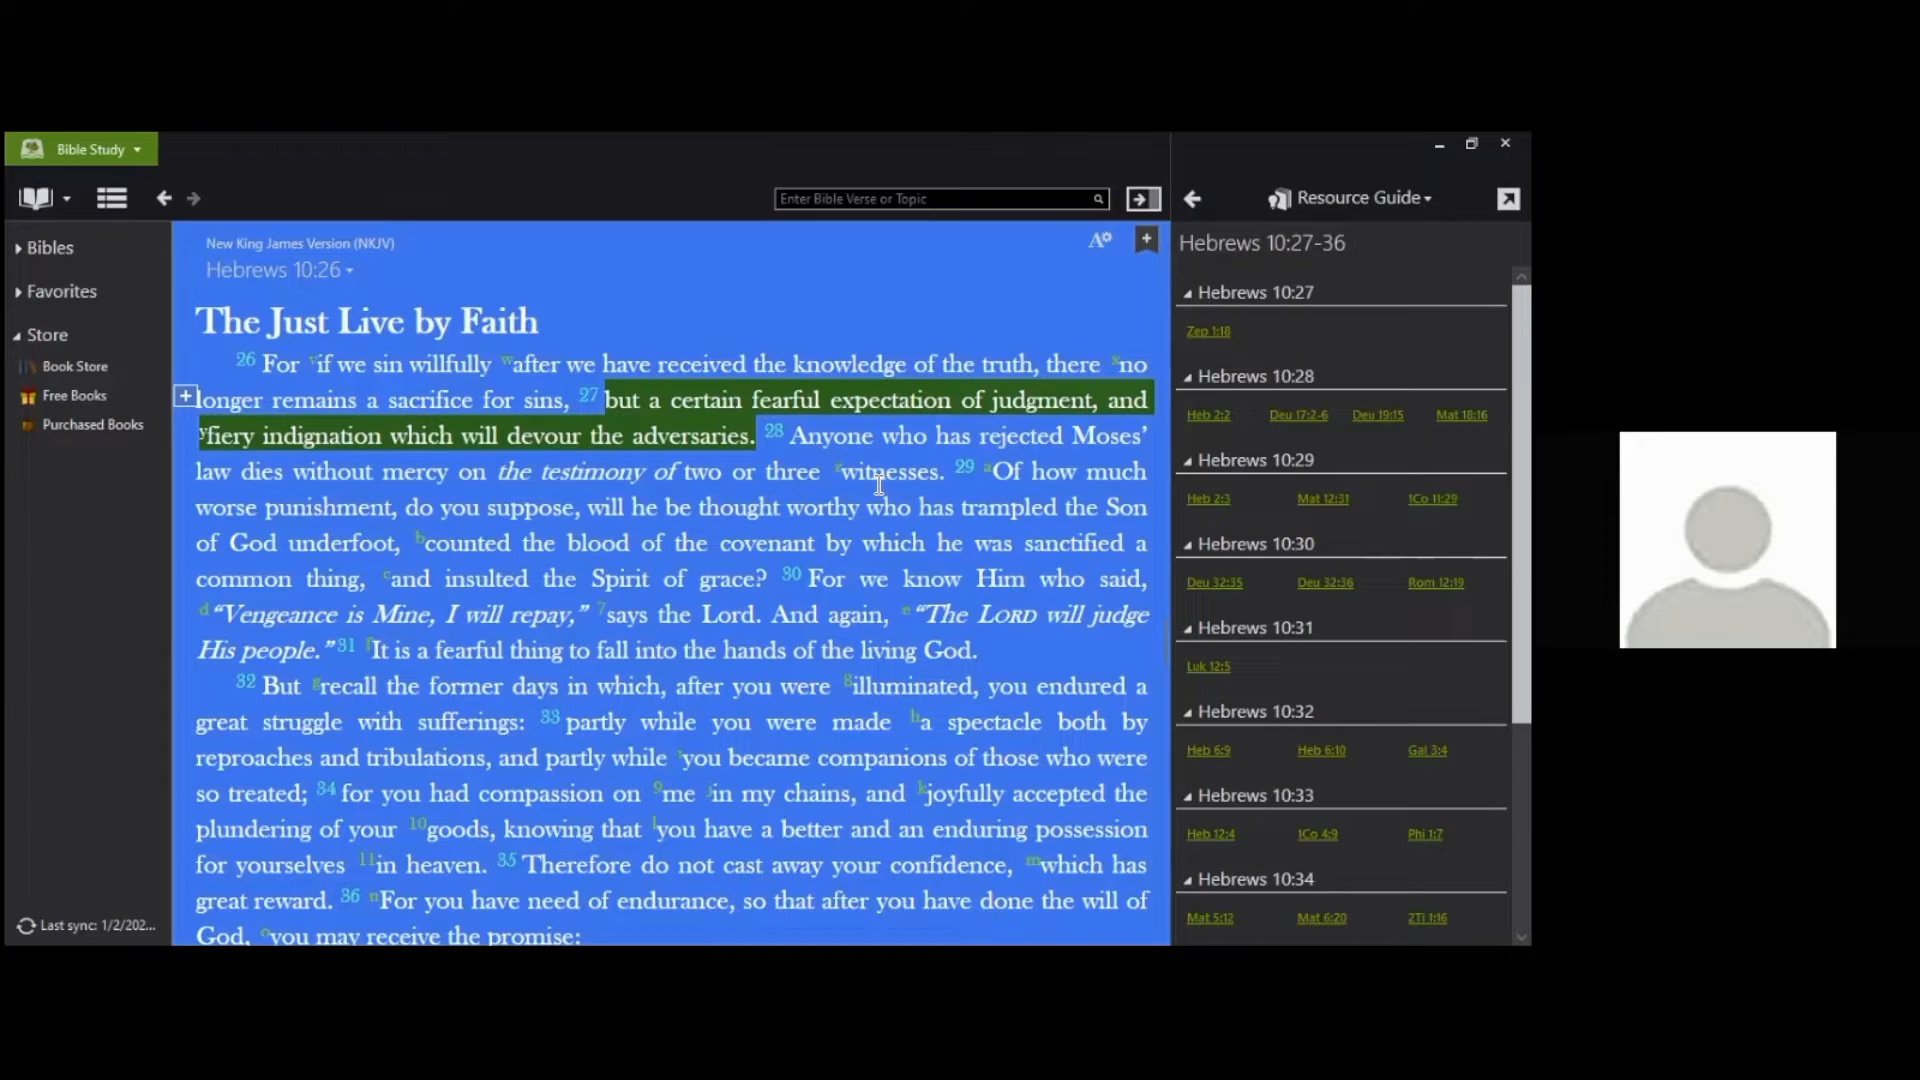 Bible Study
Enter Bible Verse or Topic
Resource Guide
Bibles
Favorites
Store
Book Store
Free Books
Purchased Books
Last sync: 1/2/202...
New King James Version (NKJV)
Hebrews 10:26
The Just Live by Faith
26 For v if we sin willfully w after we have received the knowledge of the truth, there x no
longer remains a sacrifice for sins, 27 but a certain fearful expectation of judgment, and
y fiery indignation which will devour the adversaries. 28 Anyone who has rejected Moses’
law dies without mercy on the testimony of two or three z witnesses. 29 a Of how much
worse punishment, do you suppose, will he be thought worthy who has trampled the Son
of God underfoot, b counted the blood of the covenant by which he was sanctified a
common thing, c and insulted the Spirit of grace? 30 For we know Him who said,
d “Vengeance is Mine, I will repay,” 7 says the Lord. And again, e “The LORD will judge
His people.” 31 f It is a fearful thing to fall into the hands of the living God.
32 But g recall the former days in which, after you were 8 illuminated, you endured a
great struggle with sufferings: 33 partly while you were made h a spectacle both by
reproaches and tribulations, and partly while i you became companions of those who were
so treated; 34 for you had compassion on 9 me j in my chains, and k joyfully accepted the
plundering of your 10 goods, knowing that l you have a better and an enduring possession
for yourselves 11 in heaven. 35 Therefore do not cast away your confidence, m which has
great reward. 36 n For you have need of endurance, so that after you have done the will of
God, o you may receive the promise:
Hebrews 10:27-36
Hebrews 10:27
Zep 1:18
Hebrews 10:28
Heb 2:2 Deu 17:2-6 Deu 19:15 Mat 18:16
Hebrews 10:29
Heb 2:3 Mat 12:31 1Co 11:29
Hebrews 10:30
Deu 32:35 Deu 32:36 Rom 12:19
Hebrews 10:31
Luk 12:5
Hebrews 10:32
Heb 6:9 Heb 6:10 Gal 3:4
Hebrews 10:33
Heb 12:4 1Co 4:9 Phi 1:7
Hebrews 10:34
Mat 5:12 Mat 6:20 2Ti 1:16